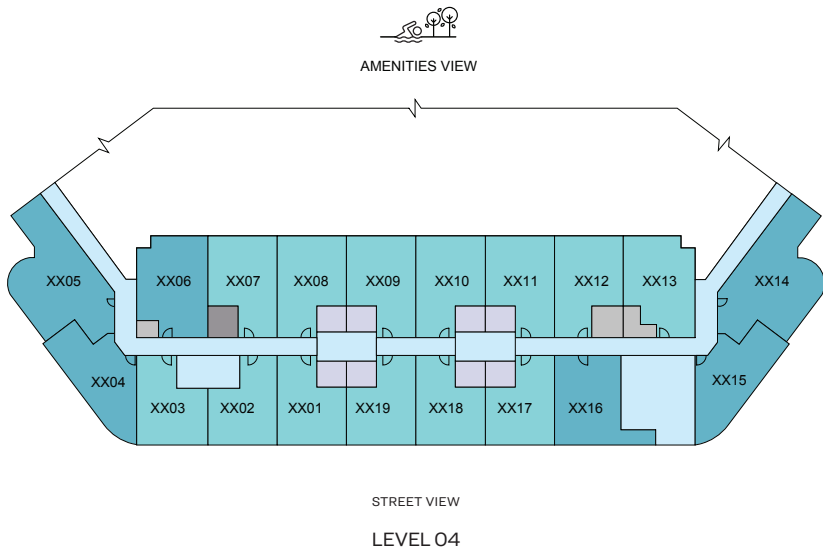 AMENITIES VIEW
XX05
XX06
XX07
XX08
XX09
XX10
XX11
XX12
XX13
XX14
XX04
XX03
XX02
XX01
XX19
XX18
XX17
XX16
XX15
STREET VIEW
LEVEL 04